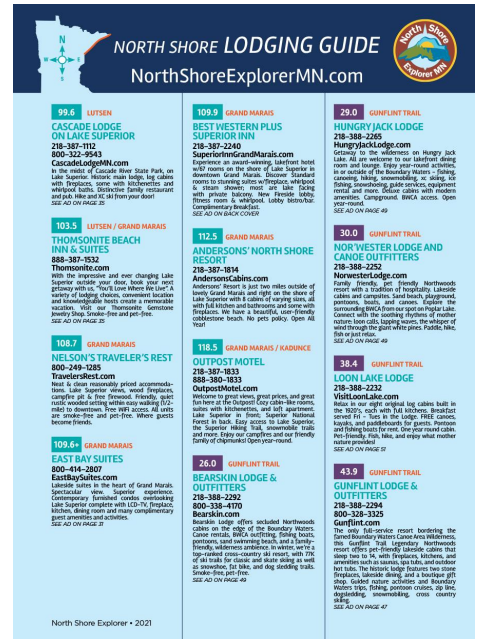 N
W
E
S
NORTH SHORE LODGING GUIDE
NorthShoreExplorerMN.com
North Shore
Explorer MN
99.6 LUTSEN
CASCADE LODGE
ON LAKE SUPERIOR
218-387-1112
800-322-9543
CascadeLodgeMN.com
In the midst of Cascade River State Park, on
Lake Superior. Historic main lodge, log cabins
with fireplaces, some with kitchenettes and
whirlpool baths. Distinctive family restaurant
and pub. Hike and XC ski from your door!
SEE AD ON PAGE 35
103.5 LUTSEN / GRAND MARAIS
THOMSONITE BEACH
INN & SUITES
888-387-1532
Thomsonite.com
With the impressive and ever changing Lake
Superior outside your door, book your next
getaway with us, "You'll Love Where We Live". A
variety of lodging choices, convenient location
and knowledgeable hosts create a memorable
vacation. Visit our Thomsonite Gemstone
Jewelry Shop. Smoke-free and pet-free.
SEE AD ON PAGE 35
108.7 GRAND MARAIS
NELSON'S TRAVELER'S REST
800-249-1285
TravelersRest.com
Neat & clean reasonably priced accommoda-
tions. Lake Superior views, wood fireplaces,
campfire pit & free firewood. Friendly, quiet
rustic wooded setting within easy walking (1/2-
mile) to downtown. Free WiFi access. All units
are smoke-free and pet-free. Where guests
become friends.
109.6+ GRAND MARAIS
EAST BAY SUITES
800-414-2807
EastBaySuites.com
Lakeside suites in the heart of Grand Marais.
Spectacular view. Superior experience.
Contemporary furnished condos overlooking
Lake Superior complete with LCD-TV, fireplace,
kitchen, dining room and many complimentary
guest amenities and activities.
SEE AD ON PAGE 31
109.9 GRAND MARAIS
BEST WESTERN PLUS
SUPERIOR INN
218-387-2240
SuperiorInnGrandMarais.com
Experience an award-winning, lakefront hotel
w/67 rooms on the shore of Lake Superior in
downtown Grand Marais. Discover Standard
rooms to stunning suites w/fireplace, whirlpool
& steam shower; most are lake facing
with private balcony. New Fireside lobby,
fitness room & whirlpool. Lobby bistro/bar.
Complimentary Breakfast.
SEE AD ON BACK COVER
112.5 GRAND MARAIS
ANDERSONS' NORTH SHORE
RESORT
218-387-1814
AndersonsCabins.com
Andersons' Resort is just two miles outside of
lovely Grand Marais and right on the shore of
Lake Superior with 8 cabins of varying sizes, all
with full kitchen and bathrooms and some with
fireplaces. We have a beautiful, user-friendly
cobblestone beach. No pets policy. Open All
Year!
118.5 GRAND MARAIS / KADUNCE
OUTPOST MOTEL
218-387-1833
888-380-1833
OutpostMotel.com
Welcome to great views, great prices, and great
fun here at the Outpost! Cozy cabin-like rooms,
suites with kitchenettes, and loft apartment.
Lake Superior in front; Superior National
Forest in back. Easy access to Lake Superior,
the Superior Hiking Trail, snowmobile trails
and more. Enjoy our campfires and our friendly
family of chipmunks! Open year-round.
26.0 GUNFLINT TRAIL
BEARSKIN LODGE &
OUTFITTERS
218-388-2292
800-338-4170
Bearskin.com
Bearskin Lodge offers secluded Northwoods
cabins on the edge of the Boundary Waters.
Canoe rentals, BWCA outfitting, fishing boats,
pontoons, sand swimming beach, and a family-
friendly, wilderness ambience. In winter, we're a
top-ranked cross-country ski resort, with 77K
of ski trails for classic and skate skiing as well
as snowshoe, fat bike, and dog sledding trails.
Smoke-free, pet-free.
SEE AD ON PAGE 49
29.0 GUNFLINT TRAIL
HUNGRY JACK LODGE
218-388-2265
HungryJackLodge.com
Getaway to the wilderness on Hungry Jack
Lake. All are welcome to our lakefront dining
room and lounge. Enjoy year-round activities,
in or outside of the Boundary Waters – fishing,
canoeing, hiking, snowmobiling, xc skiing, ice
fishing, snowshoeing, guide services, equipment
rental and more. Deluxe cabins with modern
amenities. Campground. BWCA access. Open
year-round.
SEE AD ON PAGE 49
30.0 GUNFLINT TRAIL
NOR'WESTER LODGE AND
CANOE OUTFITTERS
218-388-2252
NorwesterLodge.com
Family friendly, pet friendly Northwoods
resort with a tradition of hospitality. Lakeside
cabins and campsites. Sand beach, playground,
pontoons, boats, and canoes. Explore the
surrounding BWCA from our spot on Poplar Lake.
Connect with the soothing rhythms of mother
nature: loon calls, lapping waves, the whisper of
wind through the giant white pines. Paddle, hike,
fish or just relax.
SEE AD ON PAGE 49
38.4 GUNFLINT TRAIL
LOON LAKE LODGE
218-388-2232
VisitLoonLake.com
Relax in our eight original log cabins built in
the 1920's, each with full kitchens. Breakfast
served Fri - Tues in the Lodge. FREE canoes,
kayaks, and paddleboards for guests. Pontoon
and fishing boats for rent. One year round cabin.
Pet-friendly. Fish, hike, and enjoy what mother
nature provides!
SEE AD ON PAGE 51
43.9 GUNFLINT TRAIL
GUNFLINT LODGE &
OUTFITTERS
218-388-2294
800-328-3325
Gunflint.com
The only full-service resort bordering the
famed Boundary Waters Canoe Area Wilderness,
this Gunflint Trail Legendary Northwoods
resort offers pet-friendly lakeside cabins that
sleep two to 14, with fireplaces, kitchens, and
amenities such as saunas, spa tubs, and outdoor
hot tubs. The historic lodge features two stone
fireplaces, lakeside dining, and a boutique gift
shop. Guided nature activities and Boundary
Waters trips, fishing, pontoon cruises, zip line,
dogsledding, snowmobiling, cross country
skiing.
SEE AD ON PAGE 47
North Shore Explorer • 2021